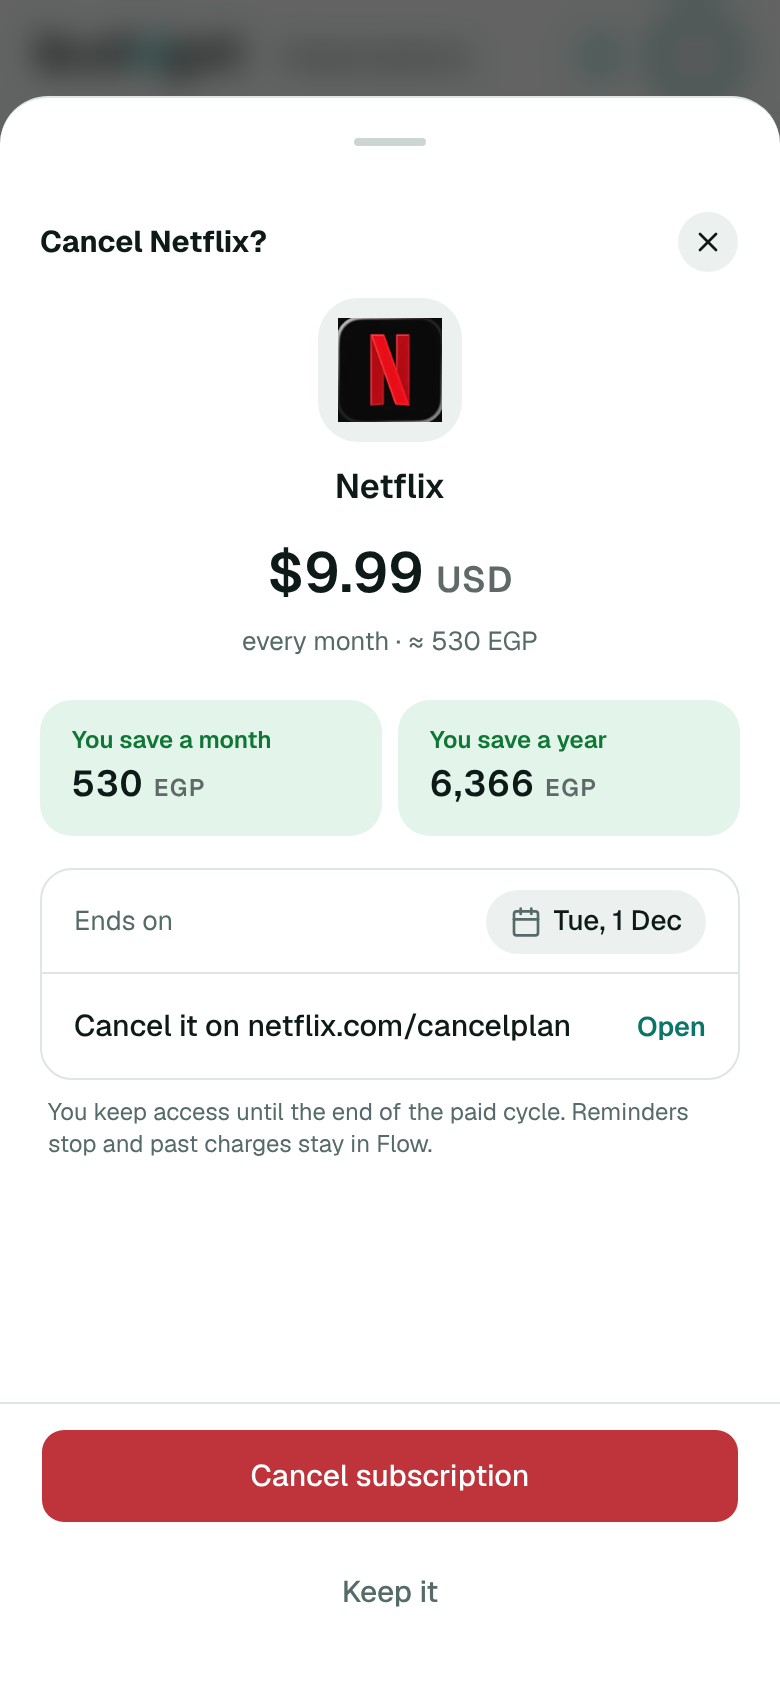 Cancel Netflix?
N
Netflix
$9.99 USD
every month · ≈ 530 EGP
You save a month
530 EGP
You save a year
6,366 EGP
Ends on
Tue, 1 Dec
Cancel it on netflix.com/cancelplan
Open
You keep access until the end of the paid cycle. Reminders
stop and past charges stay in Flow.
Cancel subscription
Keep it